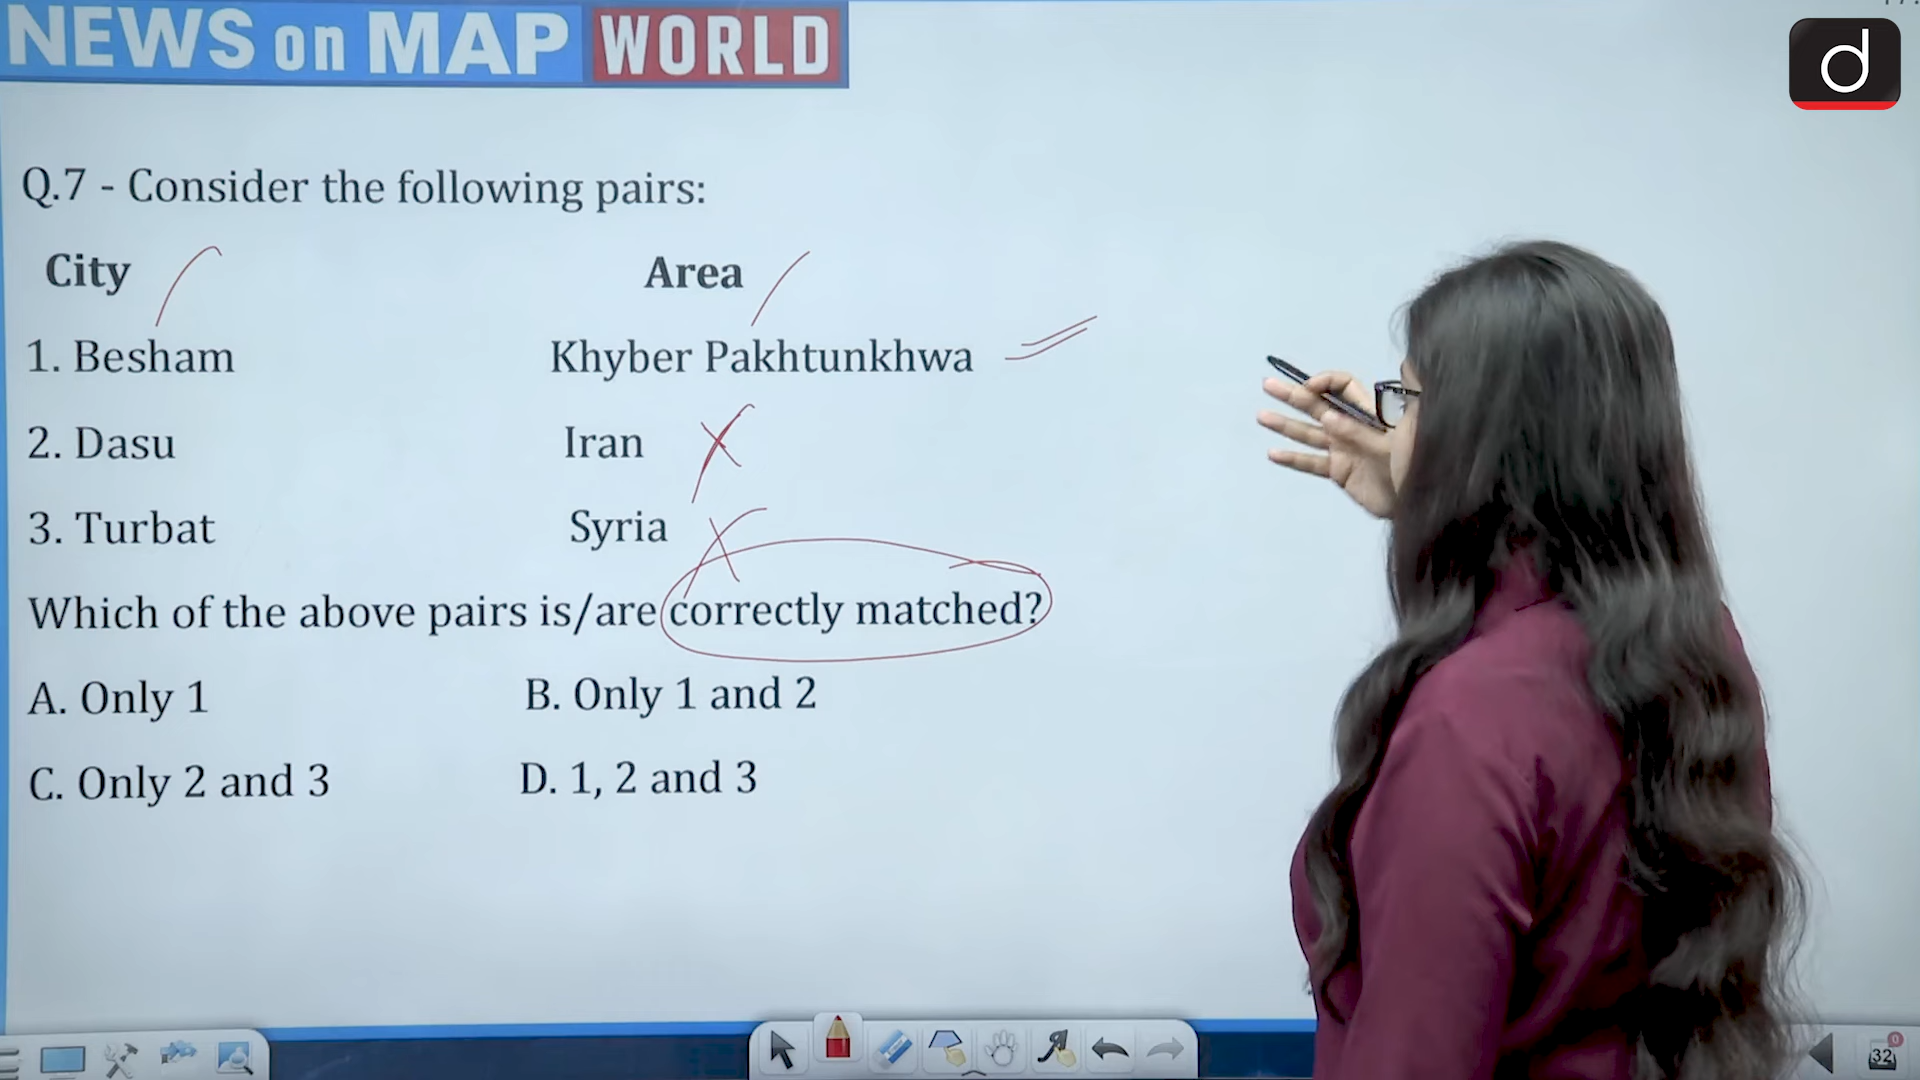 NEWS on MAP WORLD
d
Q.7 - Consider the following pairs:
City Area
1. Besham Khyber Pakhtunkhwa
2. Dasu Iran
3. Turbat Syria
Which of the above pairs is/are correctly matched?
A. Only 1 B. Only 1 and 2
C. Only 2 and 3 D. 1, 2 and 3
32
0